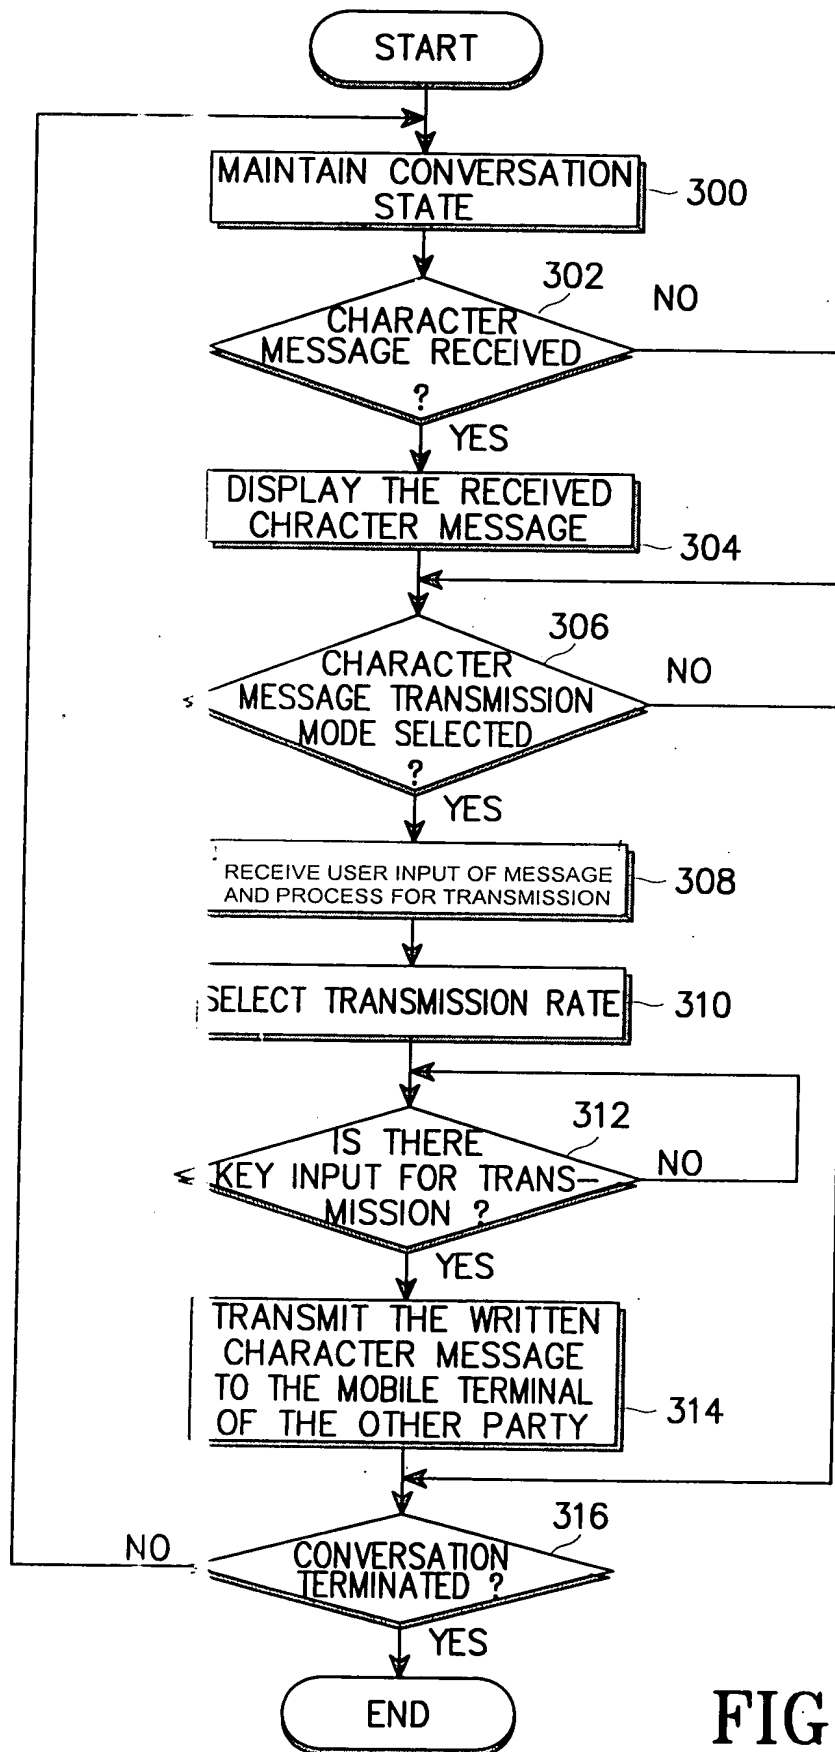 START
MAINTAIN CONVERSATION
STATE
300
302
NO
CHARACTER
MESSAGE RECEIVED
?
YES
DISPLAY THE RECEIVED
CHRACTER MESSAGE
304
306
NO
CHARACTER
MESSAGE TRANSMISSION
MODE SELECTED
?
YES
RECEIVE USER INPUT OF MESSAGE
AND PROCESS FOR TRANSMISSION
308
SELECT TRANSMISSION RATE
310
312
IS THERE
KEY INPUT FOR TRANS-
MISSION ?
NO
YES
TRANSMIT THE WRITTEN
CHARACTER MESSAGE
TO THE MOBILE TERMINAL
OF THE OTHER PARTY
314
316
NO
CONVERSATION
TERMINATED ?
YES
END
FIG